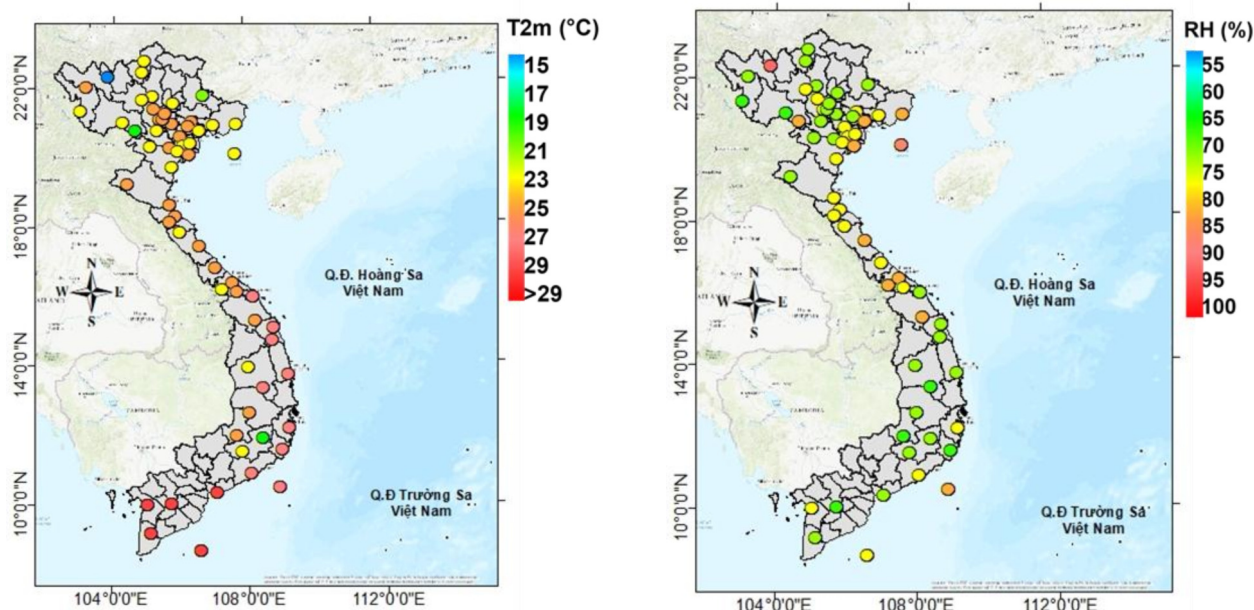 T2m (°C)
15
17
19
21
23
25
27
29
>29
22°0'0"N
18°0'0"N
14°0'0"N
10°0'0"N
104°0'0"E
108°0'0"E
112°0'0"E
N
W
E
S
Q.Đ. Hoàng Sa
Việt Nam
Q.Đ Trường Sa
Việt Nam
RH (%)
55
60
65
70
75
80
85
90
95
100
22°0'0"N
18°0'0"N
14°0'0"N
10°0'0"N
104°0'0"E
108°0'0"E
112°0'0"E
N
W
E
S
Q.Đ. Hoàng Sa
Việt Nam
Q.Đ Trường Sa
Việt Nam